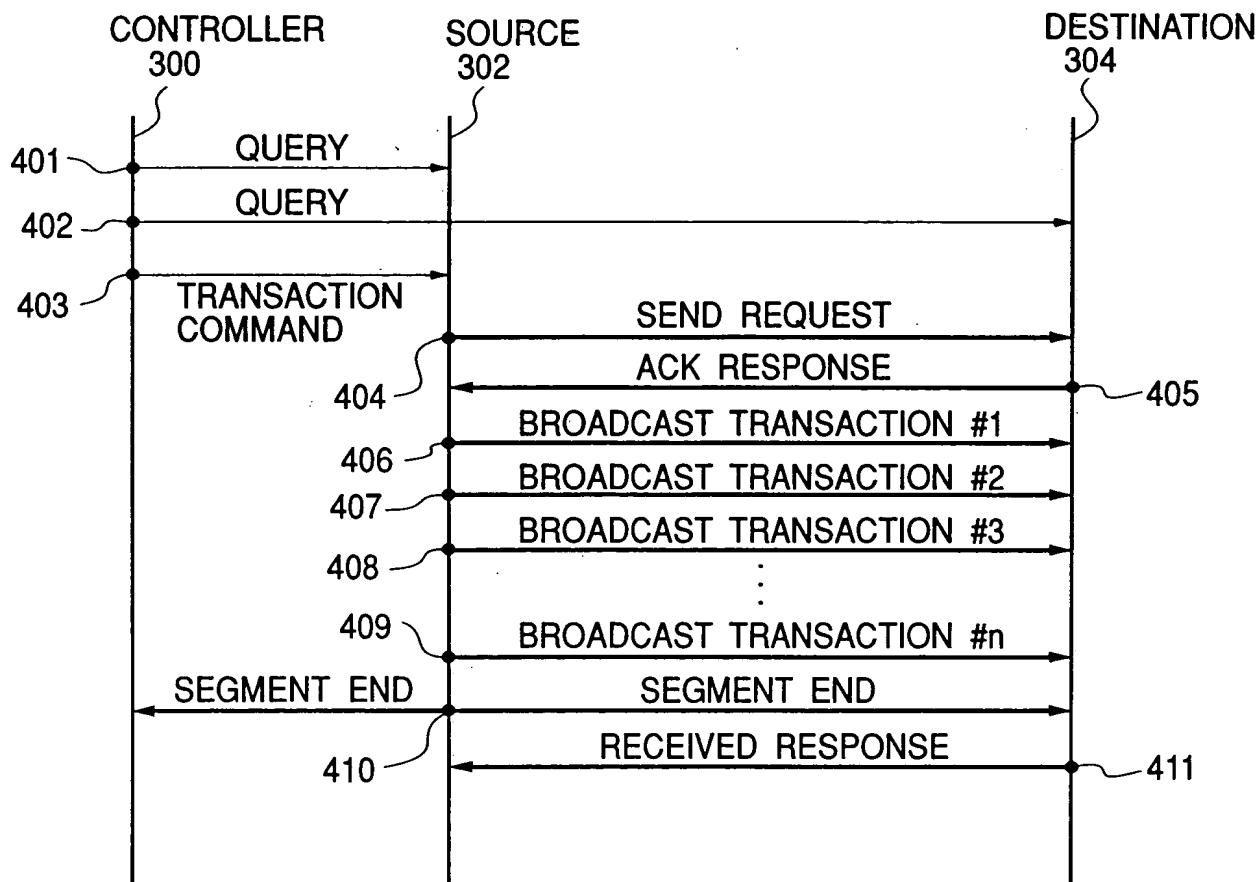 CONTROLLER
300
SOURCE
302
DESTINATION
304
401
QUERY
402
QUERY
403
TRANSACTION
COMMAND
404
SEND REQUEST
ACK RESPONSE
405
406
BROADCAST TRANSACTION #1
407
BROADCAST TRANSACTION #2
408
BROADCAST TRANSACTION #3
409
BROADCAST TRANSACTION #n
SEGMENT END
SEGMENT END
410
RECEIVED RESPONSE
411